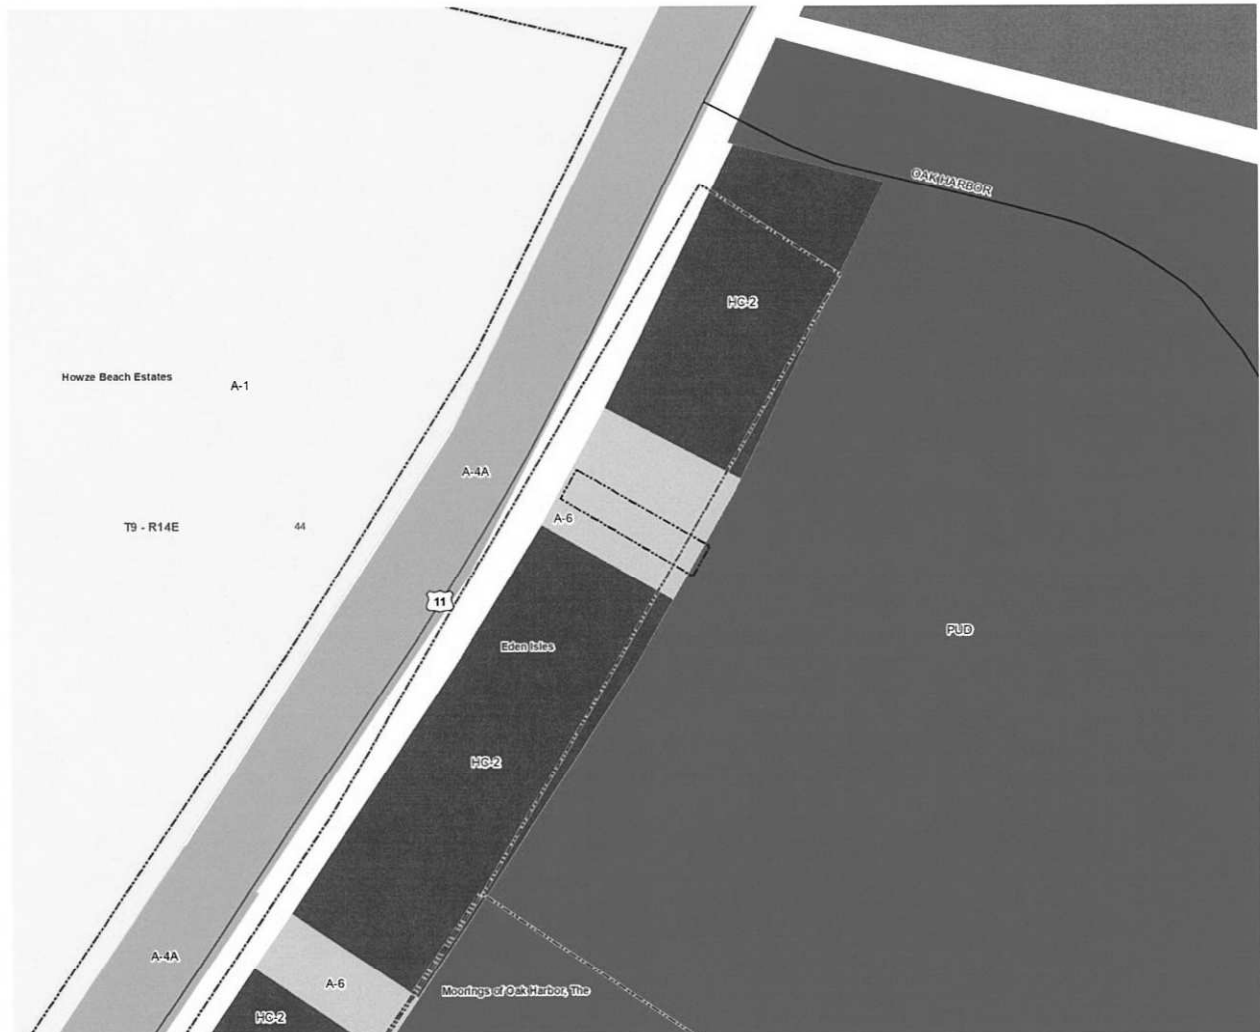 OAK HARBOR
HC-2
Howze Beach Estates
A-1
A-4A
A-6
T9 - R14E
44
11
PUD
Eden Isles
HC-2
A-4A
A-6
Moorings of Oak Harbor, The
HC-2